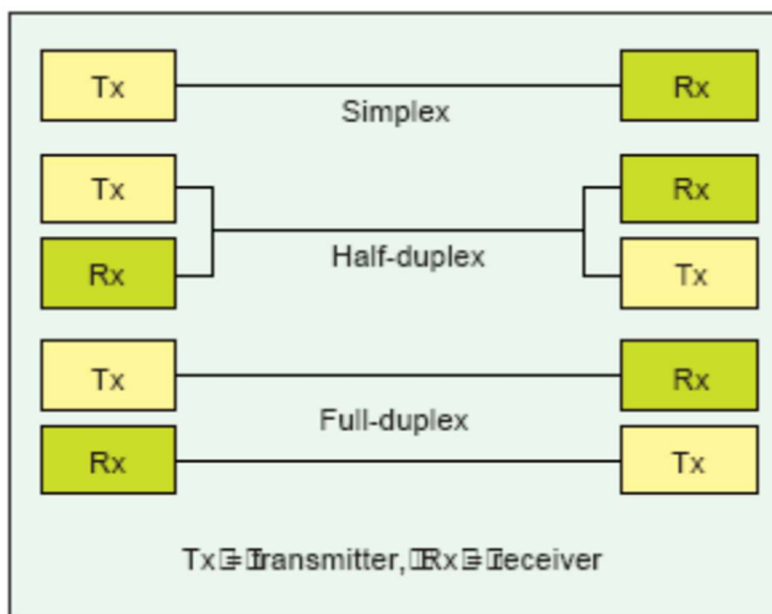 Tx Rx
Simplex
Tx Rx
Half-duplex
Rx Tx
Tx Rx
Full-duplex
Rx Tx
Tx = transmitter, Rx = receiver